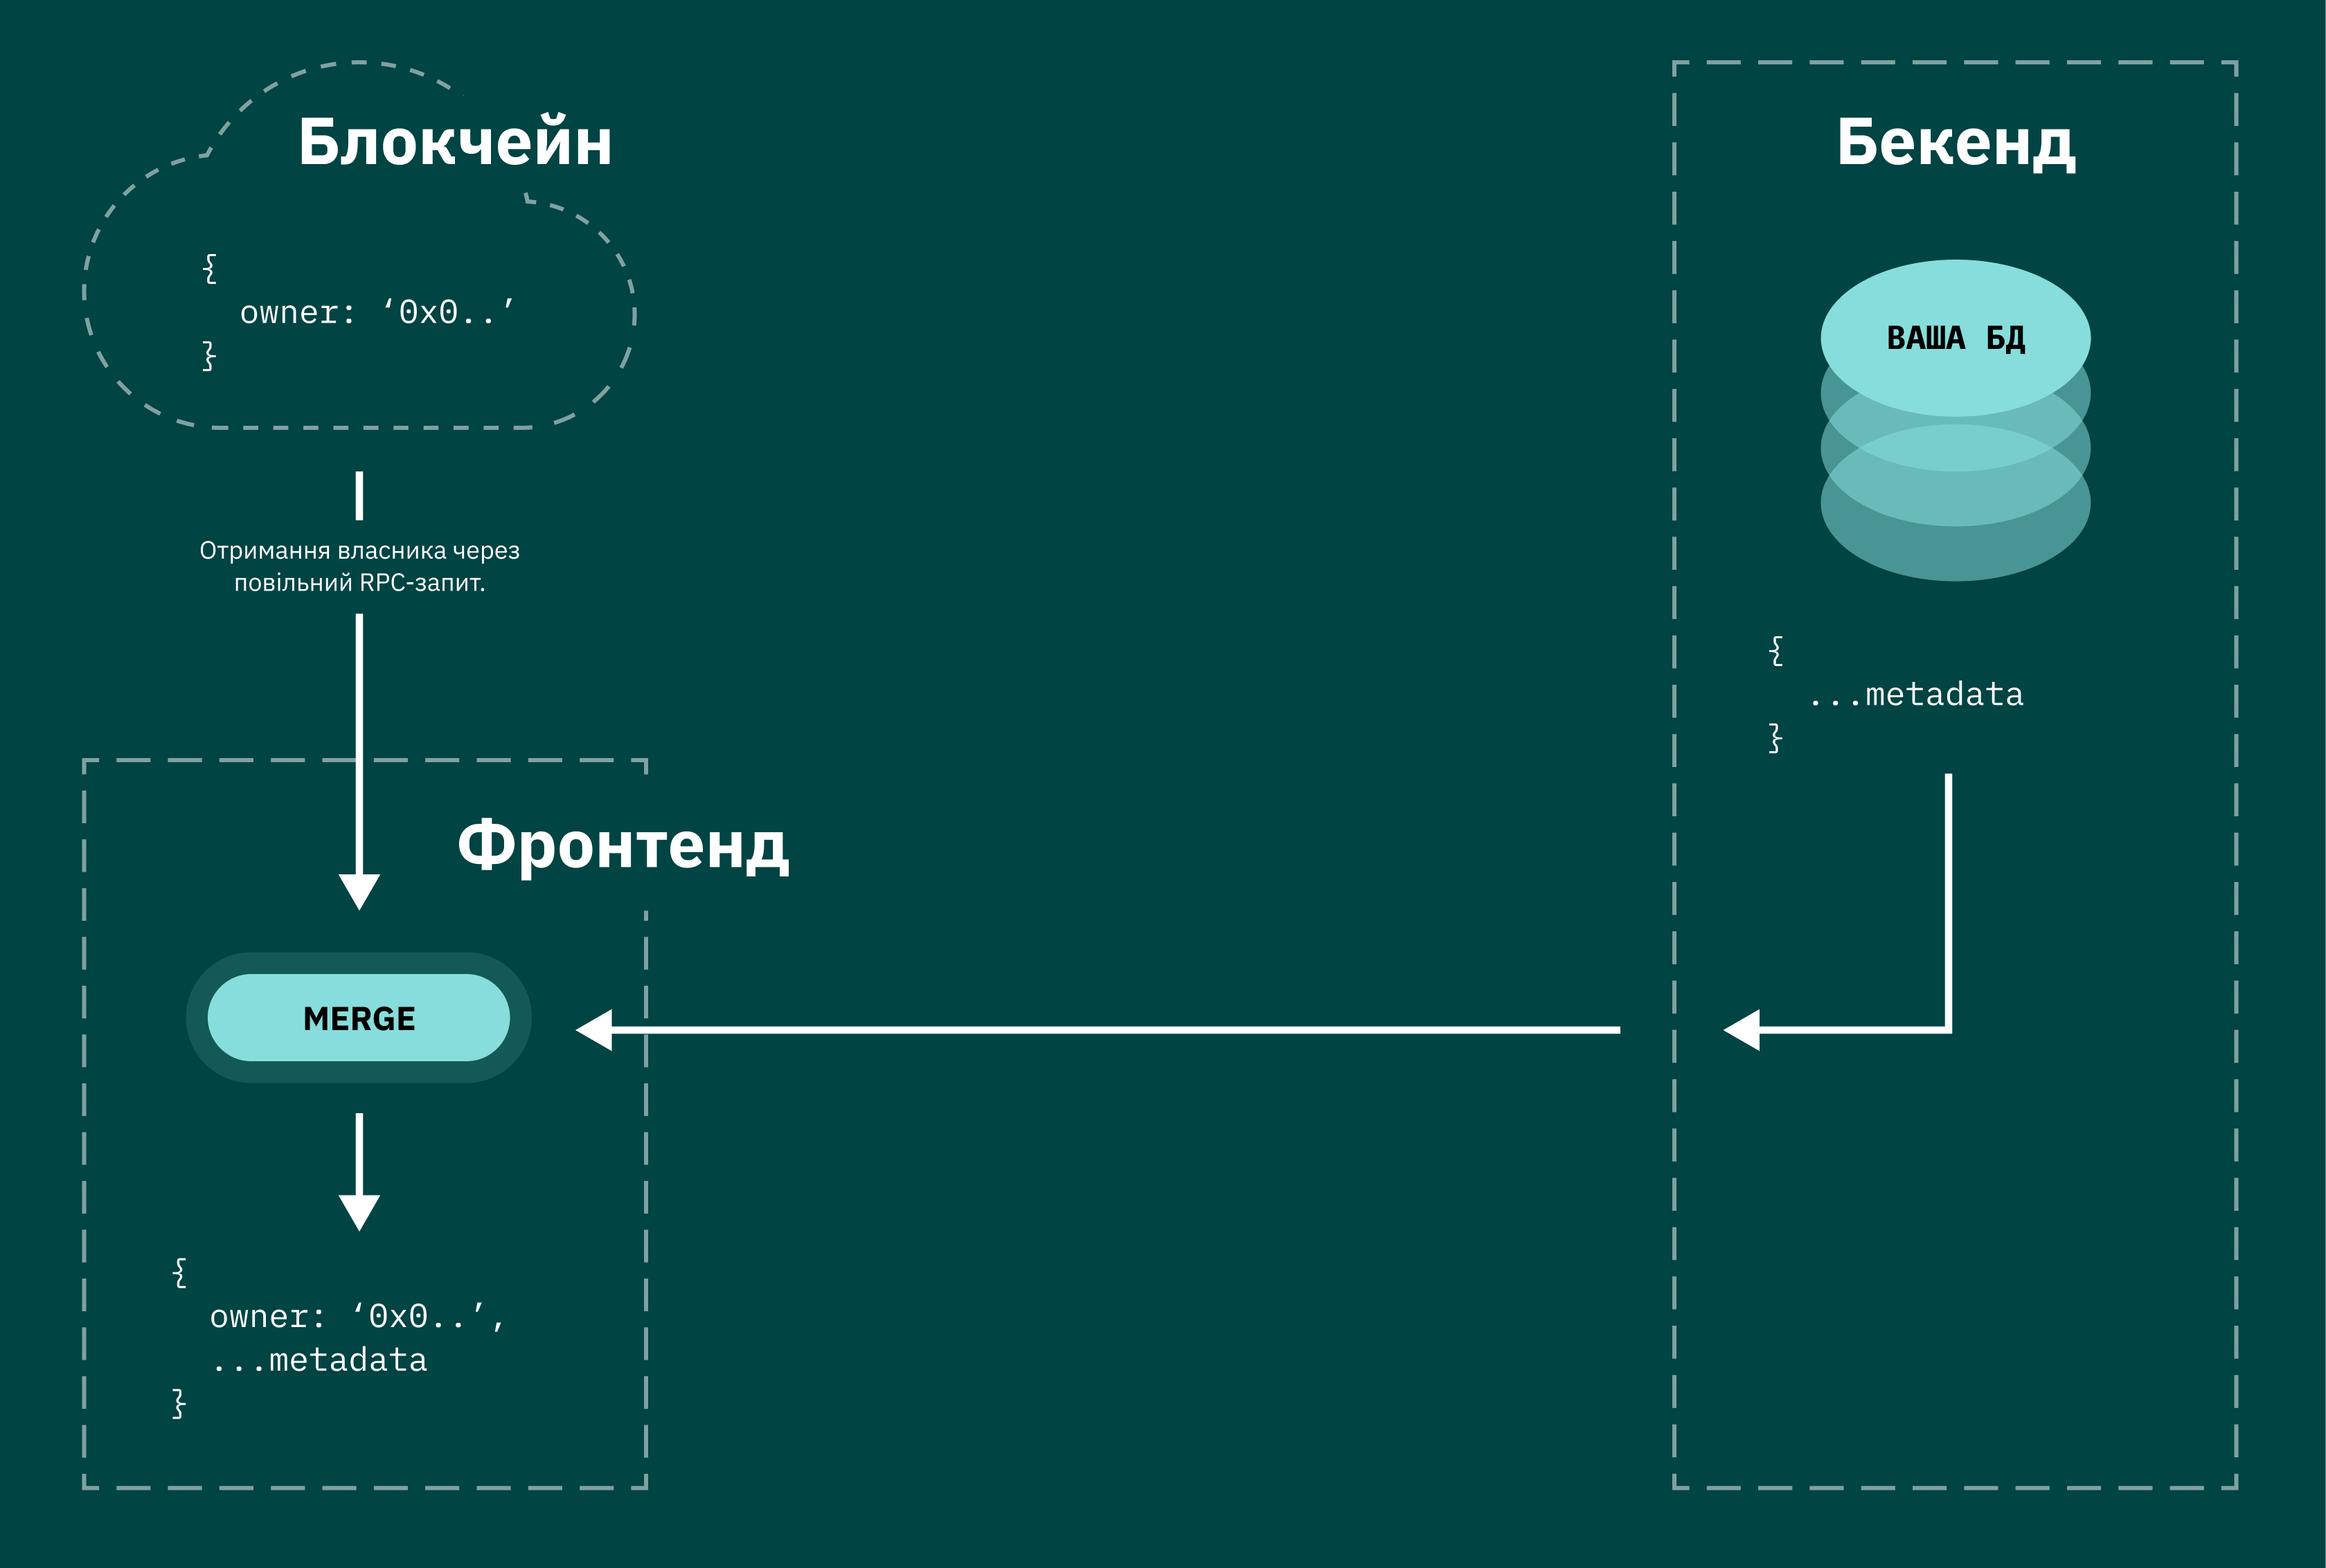 Блокчейн
{
owner: ‘0x0..’
}
Отримання власника через
повільний RPC-запит.
Фронтенд
MERGE
{
owner: ‘0x0..’,
...metadata
}
Бекенд
ВАША БД
{
...metadata
}